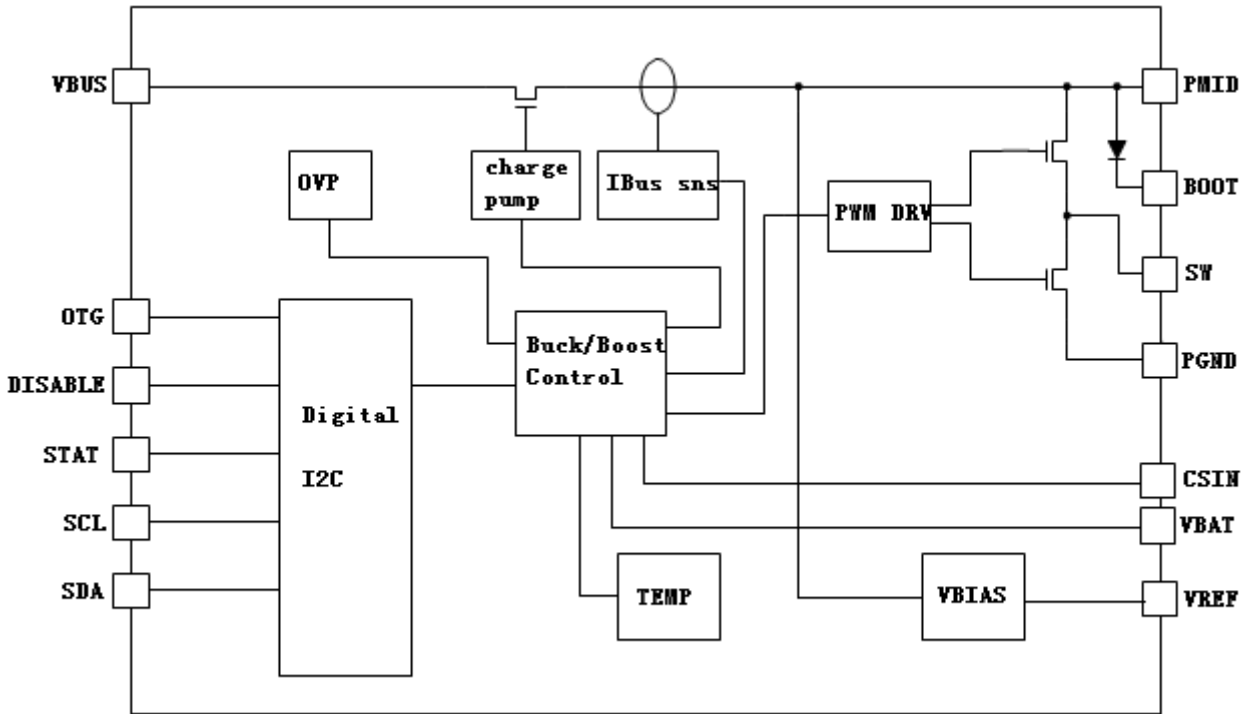 VBUS
PMID
charge
pump
OVP
IBus sns
PWM DRV
BOOT
SW
OTG
Buck/Boost
Control
PGND
DISABLE
Digital
I2C
STAT
CSIN
SCL
VBAT
SDA
TEMP
VBIAS
VREF